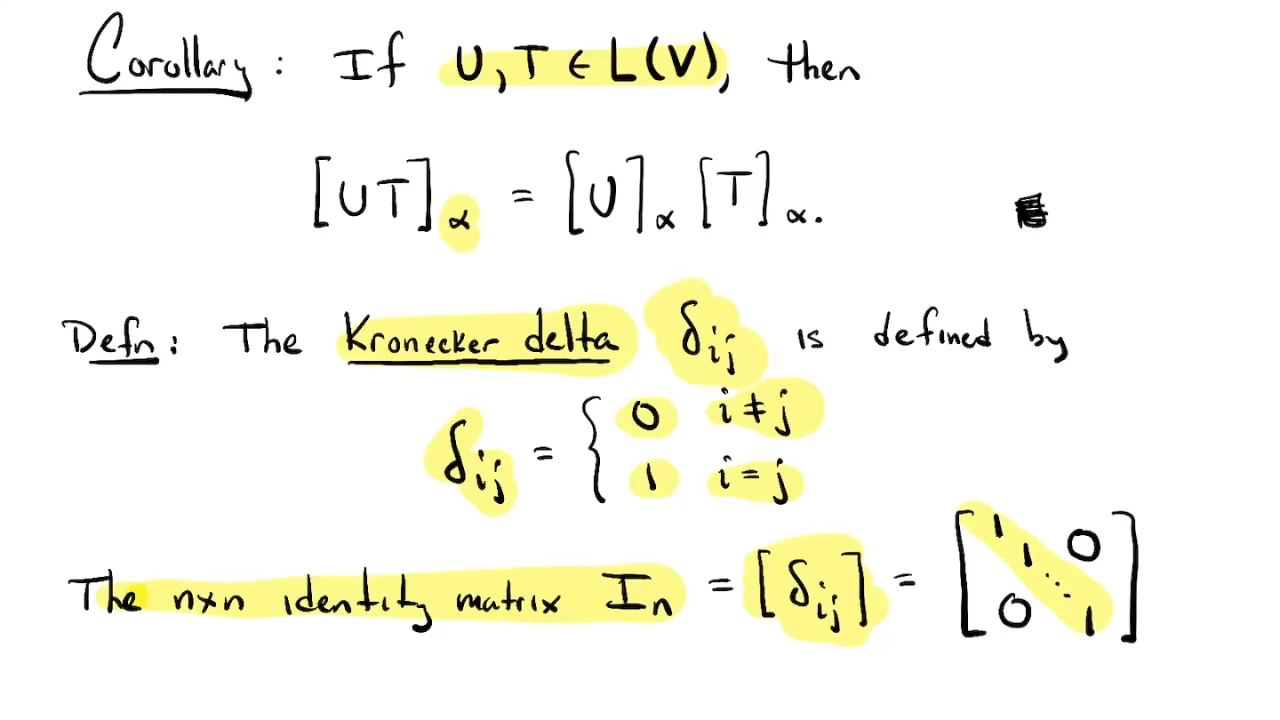 Corollary: If U, T ∈ L(V), then
[UT]α = [U]α [T]α.
Defn: The Kronecker delta δij is defined by
δij = { 0 i ≠ j
1 i = j
The n×n identity matrix In = [δij] = [1 1 ⋱ 1 0 0]